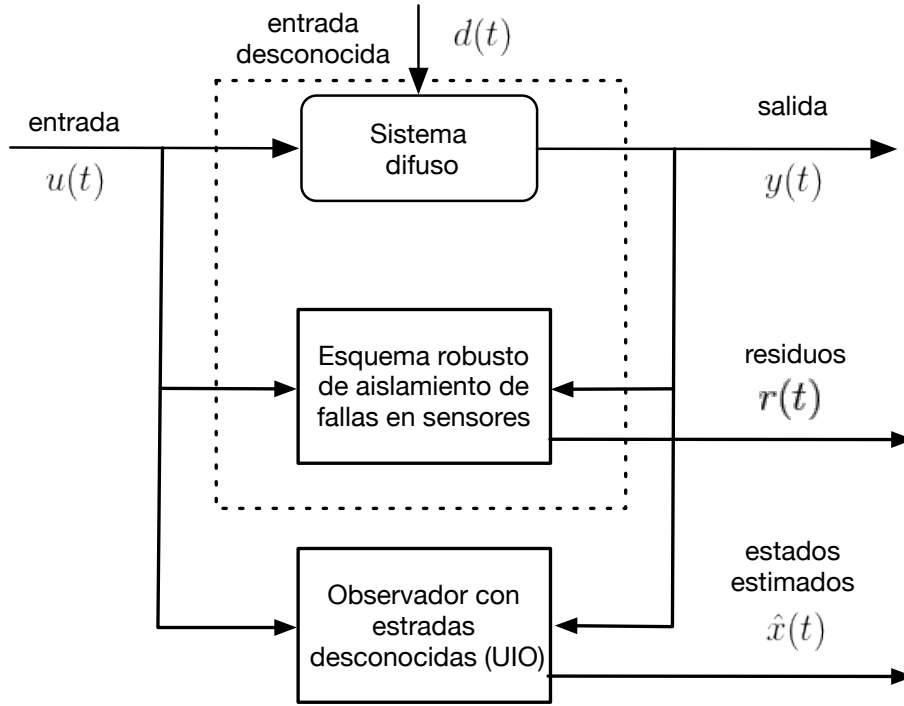 entrada
desconocida
d(t)
entrada
u(t)
Sistema
difuso
salida
y(t)
Esquema robusto
de aislamiento de
fallas en sensores
residuos
r(t)
Observador con
estradas
desconocidas (UIO)
estados
estimados
x̂(t)